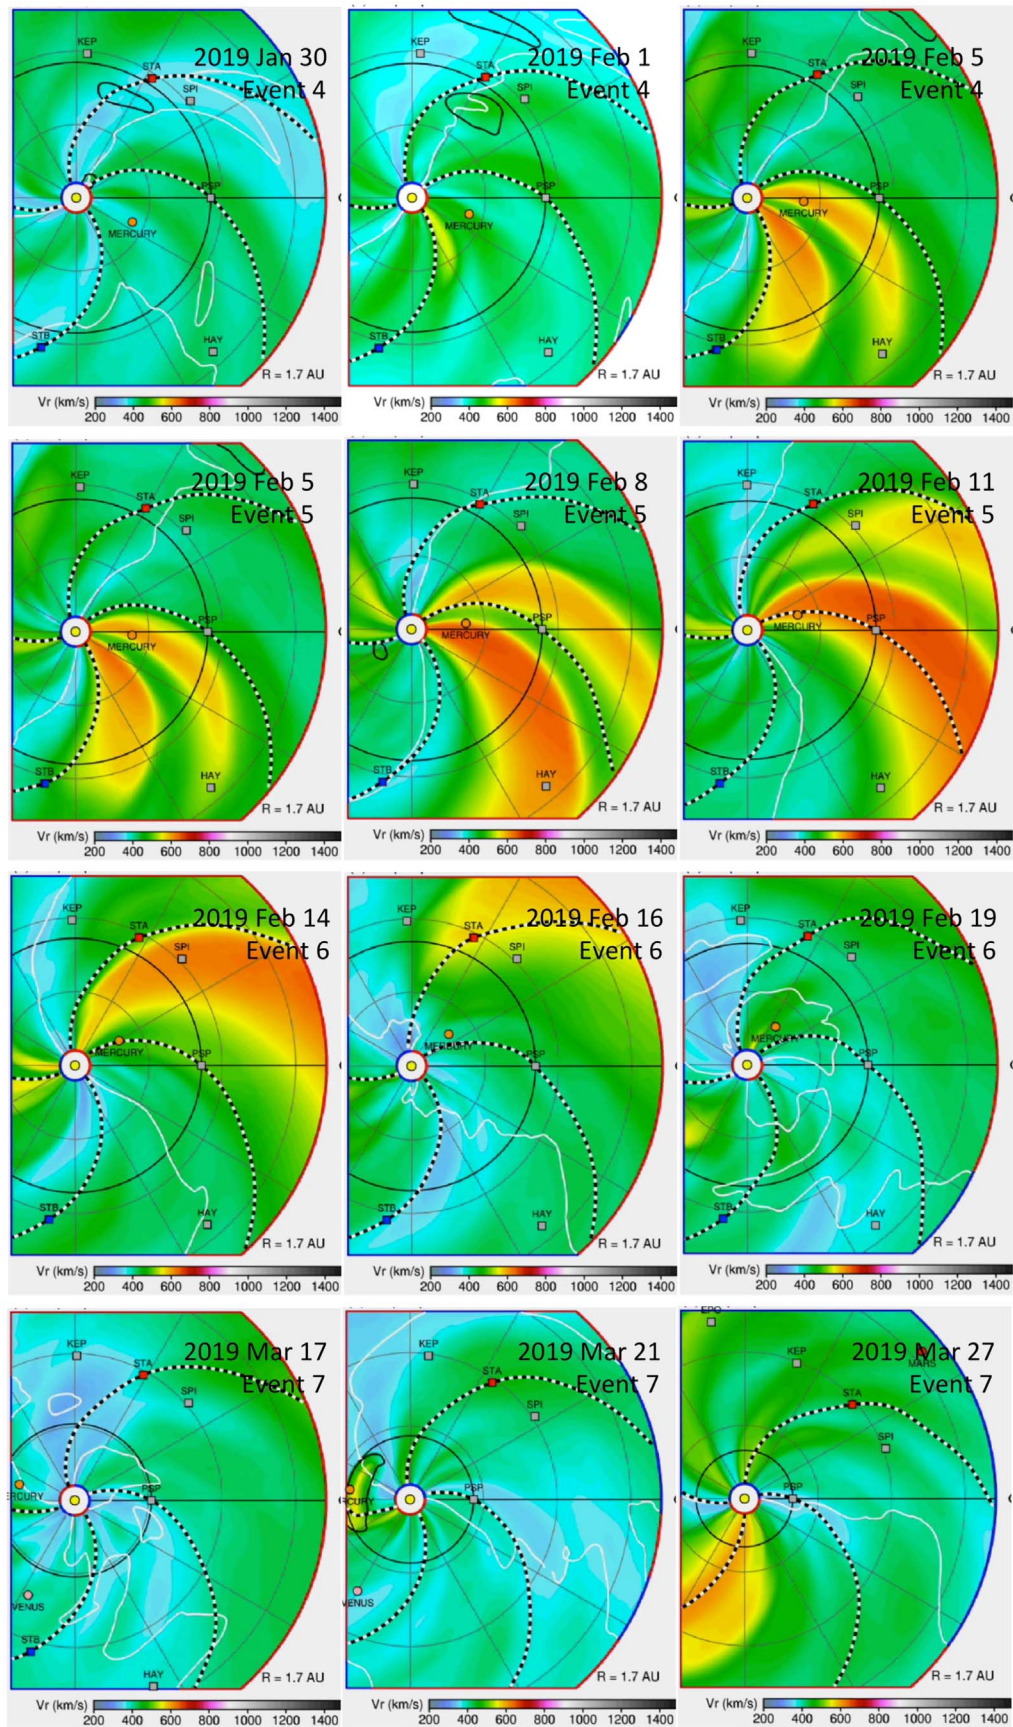 KEP
2019 Jan 30
STA
Event 4
SPI
PSP
MERCURY
STB
HAY
R = 1.7 AU
Vr (km/s)
200 400 600 800 1000 1200 1400
KEP
2019 Feb 1
STA
Event 4
SPI
PSP
MERCURY
STB
HAY
R = 1.7 AU
Vr (km/s)
200 400 600 800 1000 1200 1400
KEP
2019 Feb 5
STA
Event 4
SPI
PSP
MERCURY
STB
HAY
R = 1.7 AU
Vr (km/s)
200 400 600 800 1000 1200 1400
KEP
2019 Feb 5
STA
Event 5
SPI
PSP
MERCURY
STB
HAY
R = 1.7 AU
Vr (km/s)
200 400 600 800 1000 1200 1400
KEP
2019 Feb 8
STA
Event 5
SPI
PSP
MERCURY
STB
HAY
R = 1.7 AU
Vr (km/s)
200 400 600 800 1000 1200 1400
KEP
2019 Feb 11
STA
Event 5
SPI
PSP
MERCURY
STB
HAY
R = 1.7 AU
Vr (km/s)
200 400 600 800 1000 1200 1400
KEP
2019 Feb 14
STA
Event 6
SPI
MERCURY
PSP
STB
HAY
R = 1.7 AU
Vr (km/s)
200 400 600 800 1000 1200 1400
KEP
2019 Feb 16
STA
Event 6
SPI
MERCURY
PSP
STB
HAY
R = 1.7 AU
Vr (km/s)
200 400 600 800 1000 1200 1400
KEP
2019 Feb 19
STA
Event 6
SPI
MERCURY
PSP
STB
HAY
R = 1.7 AU
Vr (km/s)
200 400 600 800 1000 1200 1400
KEP
2019 Mar 17
STA
Event 7
SPI
ERCURY
PSP
VENUS
STB
HAY
R = 1.7 AU
Vr (km/s)
200 400 600 800 1000 1200 1400
KEP
2019 Mar 21
STA
Event 7
SPI
RCURY
PSP
VENUS
R = 1.7 AU
Vr (km/s)
200 400 600 800 1000 1200 1400
EPO
KEP
2019 Mar 27
MARS
STA
Event 7
SPI
PSP
R = 1.7 AU
Vr (km/s)
200 400 600 800 1000 1200 1400